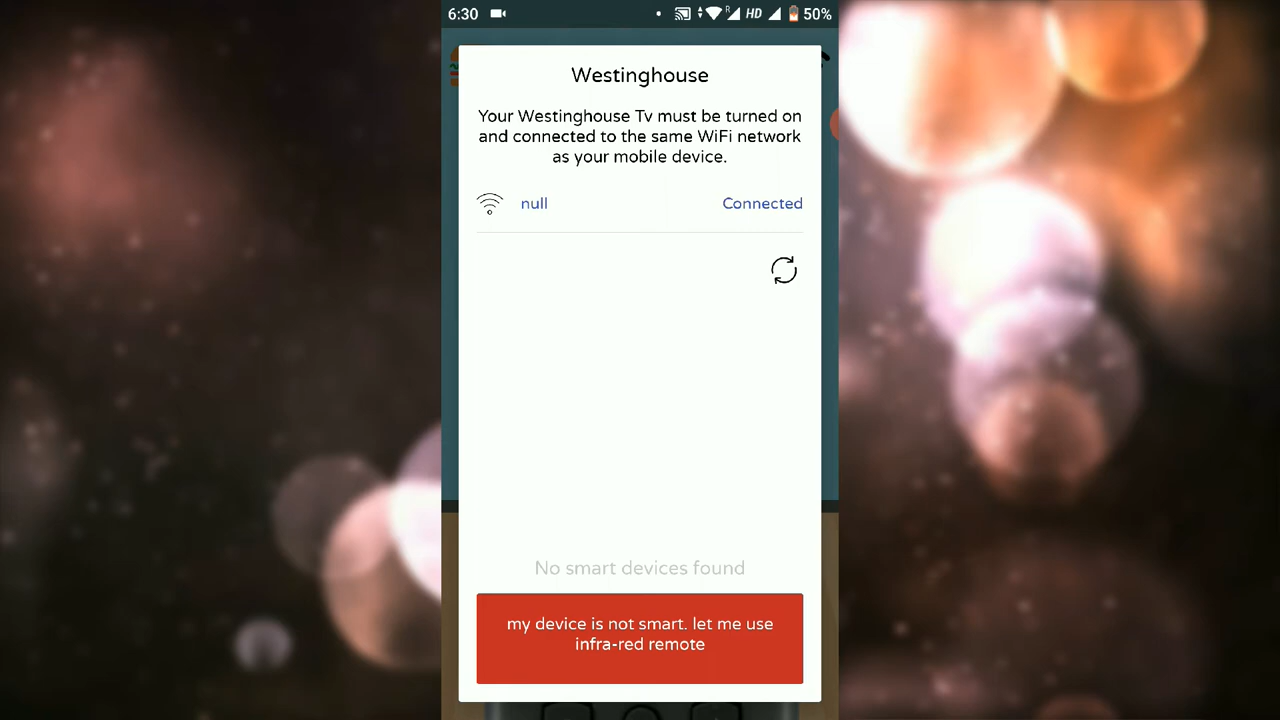 6:30 R HD 50%
Westinghouse
Your Westinghouse Tv must be turned on
and connected to the same WiFi network
as your mobile device.
null Connected
No smart devices found
my device is not smart. let me use
infra-red remote